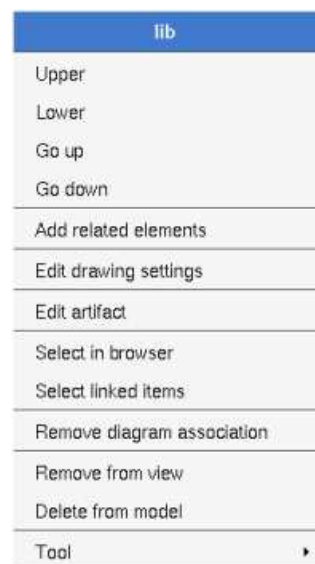 lib
Upper
Lower
Go up
Go down
Add related elements
Edit drawing settings
Edit artifact
Select in browser
Select linked items
Remove diagram association
Remove from view
Delete from model
Tool